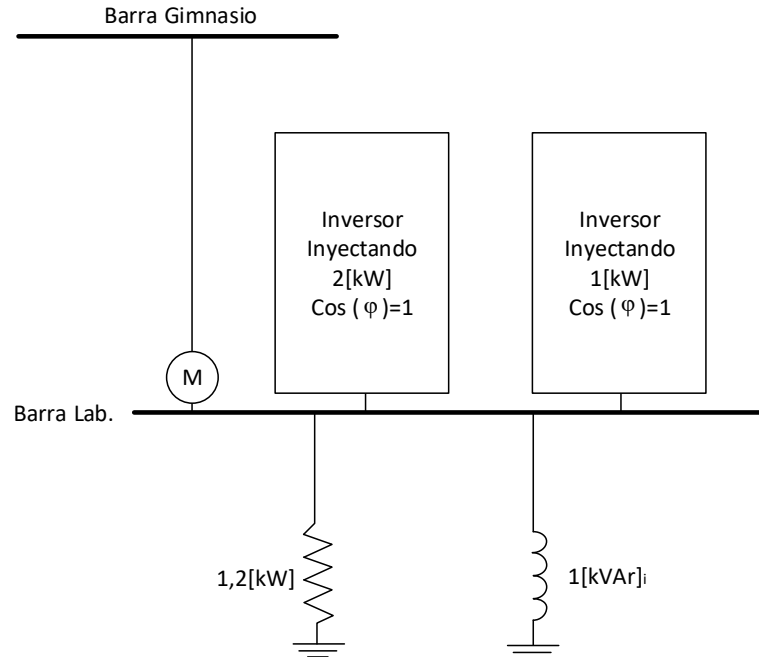 Barra Gimnasio
Inversor
Inyectando
2[kW]
Cos ( φ )=1
Inversor
Inyectando
1[kW]
Cos ( φ )=1
M
Barra Lab.
1,2[kW]
1[kVAr]i